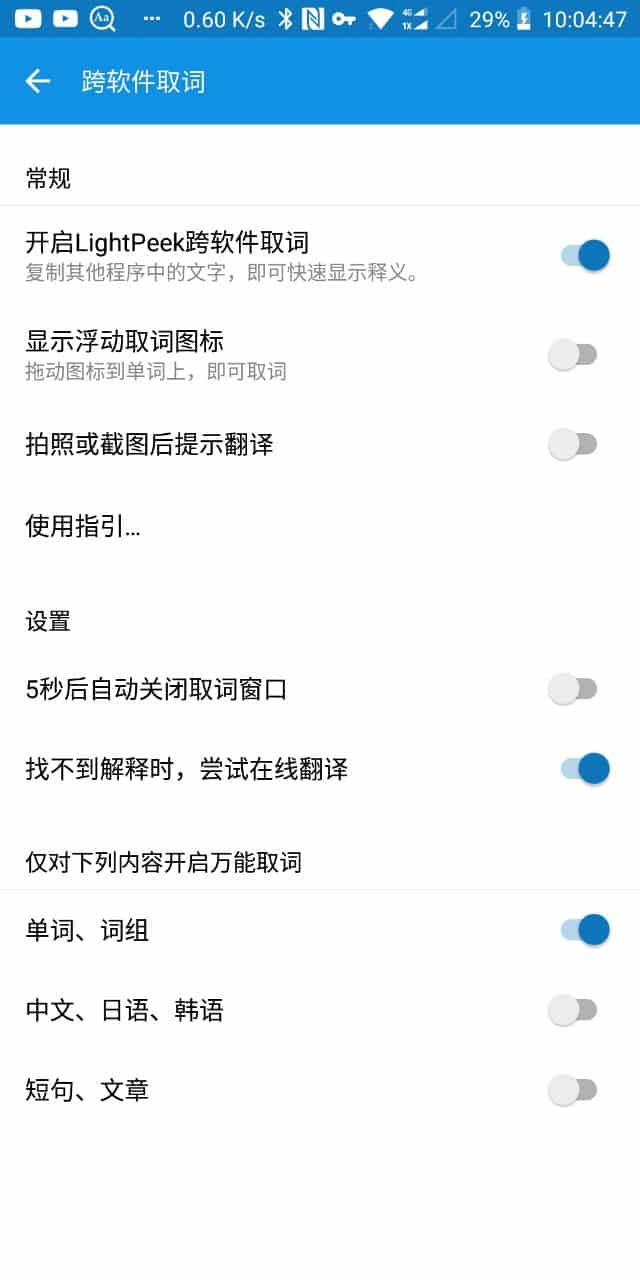 Aa ... 0.60 K/s 4G 1X 29% 10:04:47
跨软件取词
常规
开启LightPeek跨软件取词
复制其他程序中的文字，即可快速显示释义。
显示浮动取词图标
拖动图标到单词上，即可取词
拍照或截图后提示翻译
使用指引...
设置
5秒后自动关闭取词窗口
找不到解释时，尝试在线翻译
仅对下列内容开启万能取词
单词、词组
中文、日语、韩语
短句、文章